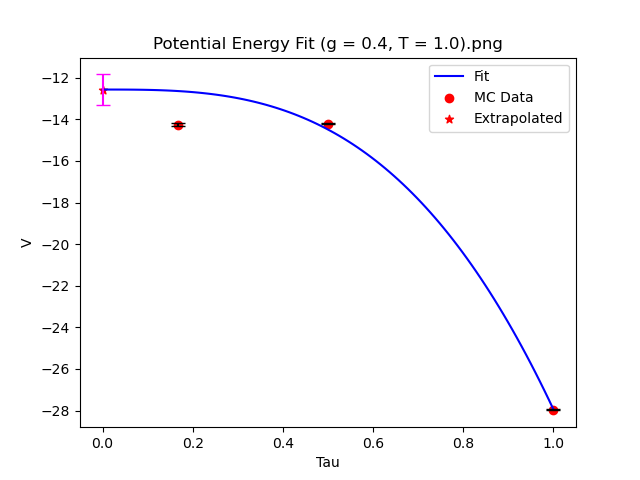 Potential Energy Fit (g = 0.4, T = 1.0).png
Fit
MC Data
Extrapolated
V
−12
−14
−16
−18
−20
−22
−24
−26
−28
0.0
0.2
0.4
0.6
0.8
1.0
Tau